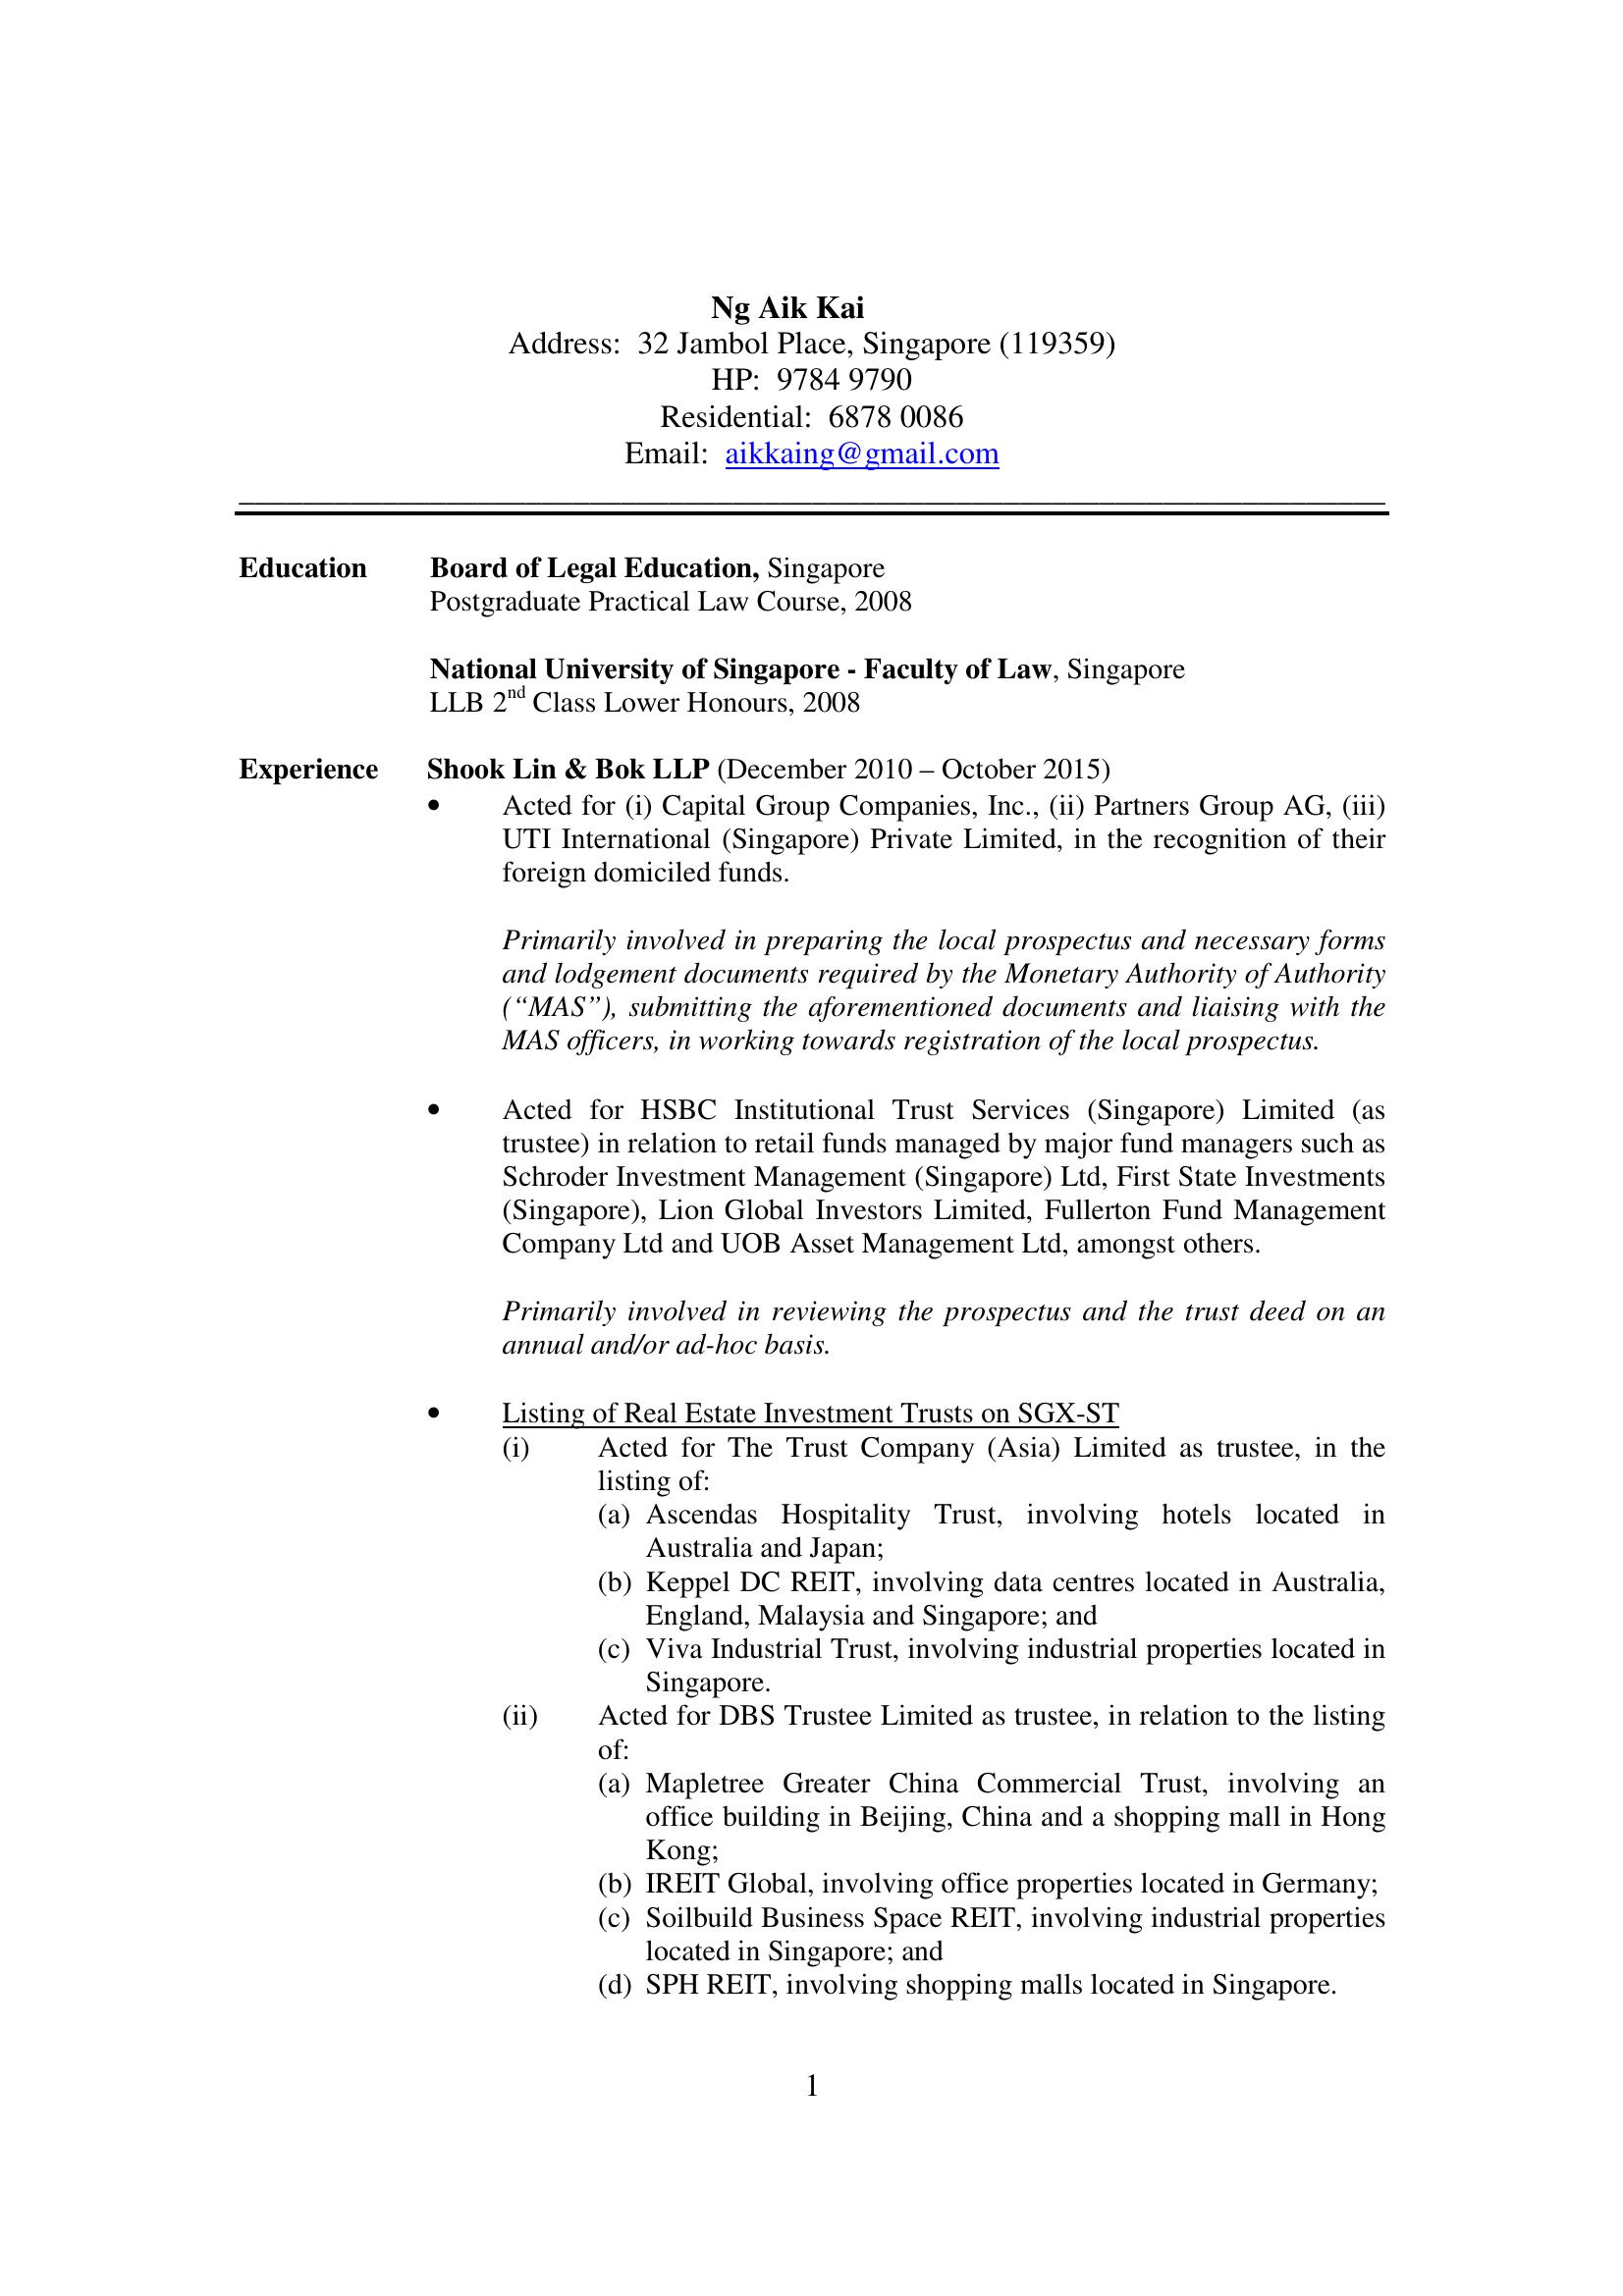 Ng Aik Kai
Address: 32 Jambol Place, Singapore (119359)
HP: 9784 9790
Residential: 6878 0086
Email: aikkaing@gmail.com
Education Board of Legal Education, Singapore
Postgraduate Practical Law Course, 2008
National University of Singapore - Faculty of Law, Singapore
LLB 2nd Class Lower Honours, 2008
Experience Shook Lin & Bok LLP (December 2010 – October 2015)
• Acted for (i) Capital Group Companies, Inc., (ii) Partners Group AG, (iii)
UTI International (Singapore) Private Limited, in the recognition of their
foreign domiciled funds.
Primarily involved in preparing the local prospectus and necessary forms
and lodgement documents required by the Monetary Authority of Authority
(“MAS”), submitting the aforementioned documents and liaising with the
MAS officers, in working towards registration of the local prospectus.
• Acted for HSBC Institutional Trust Services (Singapore) Limited (as
trustee) in relation to retail funds managed by major fund managers such as
Schroder Investment Management (Singapore) Ltd, First State Investments
(Singapore), Lion Global Investors Limited, Fullerton Fund Management
Company Ltd and UOB Asset Management Ltd, amongst others.
Primarily involved in reviewing the prospectus and the trust deed on an
annual and/or ad-hoc basis.
• Listing of Real Estate Investment Trusts on SGX-ST
(i) Acted for The Trust Company (Asia) Limited as trustee, in the
listing of:
(a) Ascendas Hospitality Trust, involving hotels located in
Australia and Japan;
(b) Keppel DC REIT, involving data centres located in Australia,
England, Malaysia and Singapore; and
(c) Viva Industrial Trust, involving industrial properties located in
Singapore.
(ii) Acted for DBS Trustee Limited as trustee, in relation to the listing
of:
(a) Mapletree Greater China Commercial Trust, involving an
office building in Beijing, China and a shopping mall in Hong
Kong;
(b) IREIT Global, involving office properties located in Germany;
(c) Soilbuild Business Space REIT, involving industrial properties
located in Singapore; and
(d) SPH REIT, involving shopping malls located in Singapore.
1